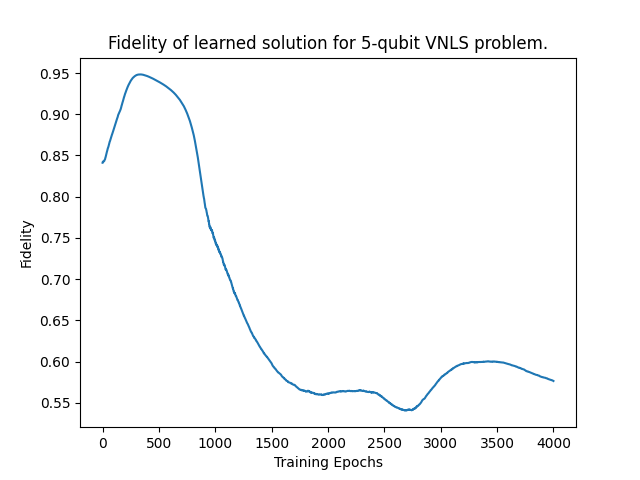 Fidelity of learned solution for 5-qubit VNLS problem.
0.95
0.90
0.85
0.80
0.75
0.70
0.65
0.60
0.55
Fidelity
0 500 1000 1500 2000 2500 3000 3500 4000
Training Epochs